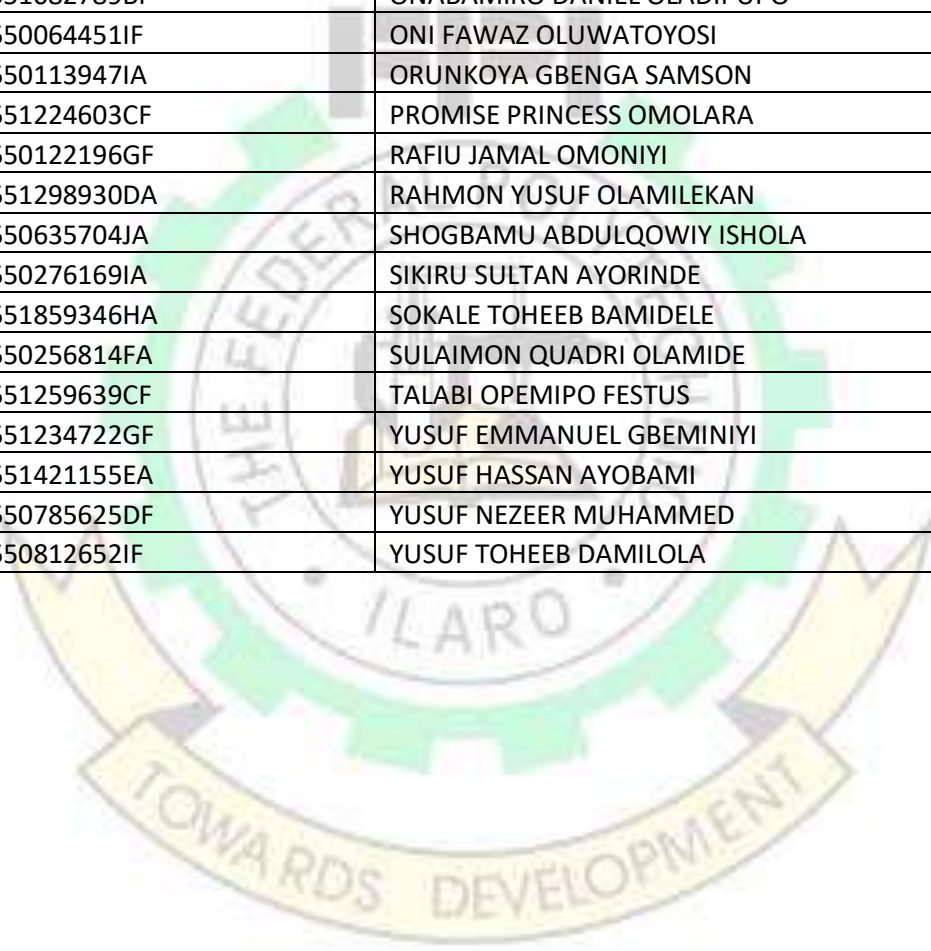 550064451IF ONI FAWAZ OLUWATOYOSI
550113947IA ORUNKOYA GBENGA SAMSON
551224603CF PROMISE PRINCESS OMOLARA
550122196GF RAFIU JAMAL OMONIYI
551298930DA RAHMON YUSUF OLAMILEKAN
550635704JA SHOGBAMU ABDULQOWIY ISHOLA
550276169IA SIKIRU SULTAN AYORINDE
551859346HA SOKALE TOHEEB BAMIDELE
550256814FA SULAIMON QUADRI OLAMIDE
551259639CF TALABI OPEMIPO FESTUS
551234722GF YUSUF EMMANUEL GBEMINIYI
551421155EA YUSUF HASSAN AYOBAMI
550785625DF YUSUF NEZEER MUHAMMED
550812652IF YUSUF TOHEEB DAMILOLA
THE FEDERAL POLYTECHNIC
ILARO
TOWARDS DEVELOPMENT